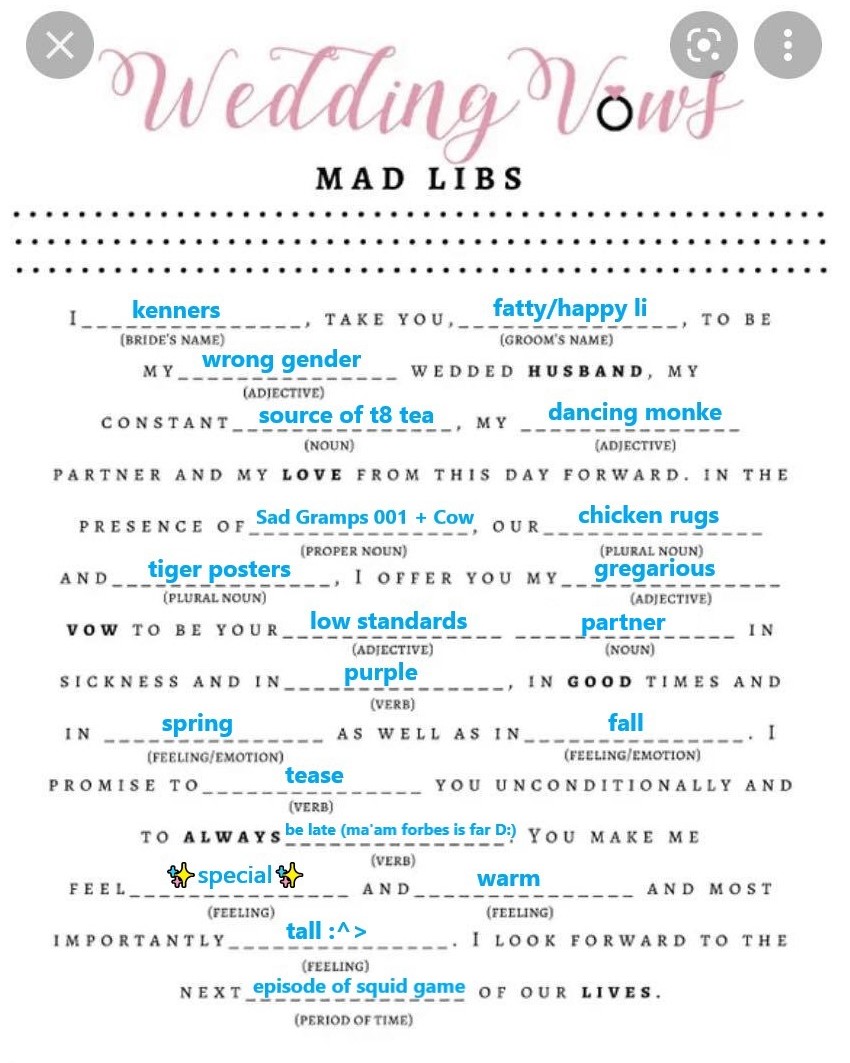 Wedding Vows
MAD LIBS
I kenners, TAKE YOU, fatty/happy li, TO BE
(BRIDE'S NAME) (GROOM'S NAME)
MY wrong gender WEDDED HUSBAND, MY
(ADJECTIVE)
CONSTANT source of t8 tea, MY dancing monke
(NOUN) (ADJECTIVE)
PARTNER AND MY LOVE FROM THIS DAY FORWARD. IN THE
PRESENCE OF Sad Gramps 001 + Cow, OUR chicken rugs
(PROPER NOUN) (PLURAL NOUN)
AND tiger posters, I OFFER YOU MY gregarious
(PLURAL NOUN) (ADJECTIVE)
VOW TO BE YOUR low standards partner IN
(ADJECTIVE) (NOUN)
SICKNESS AND IN purple, IN GOOD TIMES AND
(VERB)
IN spring AS WELL AS IN fall. I
(FEELING/EMOTION) (FEELING/EMOTION)
PROMISE TO tease YOU UNCONDITIONALLY AND
(VERB)
TO ALWAYS be late (ma'am forbes is far D:). YOU MAKE ME
(VERB)
FEEL ✨special✨ AND warm AND MOST
(FEELING) (FEELING)
IMPORTANTLY tall :^>. I LOOK FORWARD TO THE
(FEELING)
NEXT episode of squid game OF OUR LIVES.
(PERIOD OF TIME)